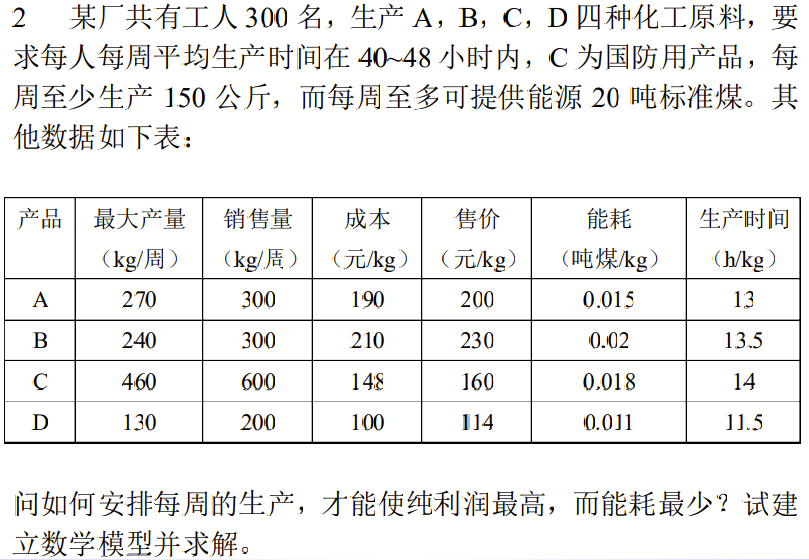 2 某厂共有工人 300 名，生产 A，B，C，D 四种化工原料，要
求每人每周平均生产时间在 40~48 小时内，C 为国防用产品，每
周至少生产 150 公斤，而每周至多可提供能源 20 吨标准煤。其
他数据如下表：
产品 最大产量 销售量 成本 售价 能耗 生产时间
（kg/周） （kg/周） （元/kg） （元/kg） （吨煤/kg） （h/kg）
A 270 300 190 200 0.015 13
B 240 300 210 230 0.02 13.5
C 460 600 148 160 0.018 14
D 130 200 100 114 0.011 11.5
问如何安排每周的生产，才能使纯利润最高，而能耗最少？试建
立数学模型并求解。